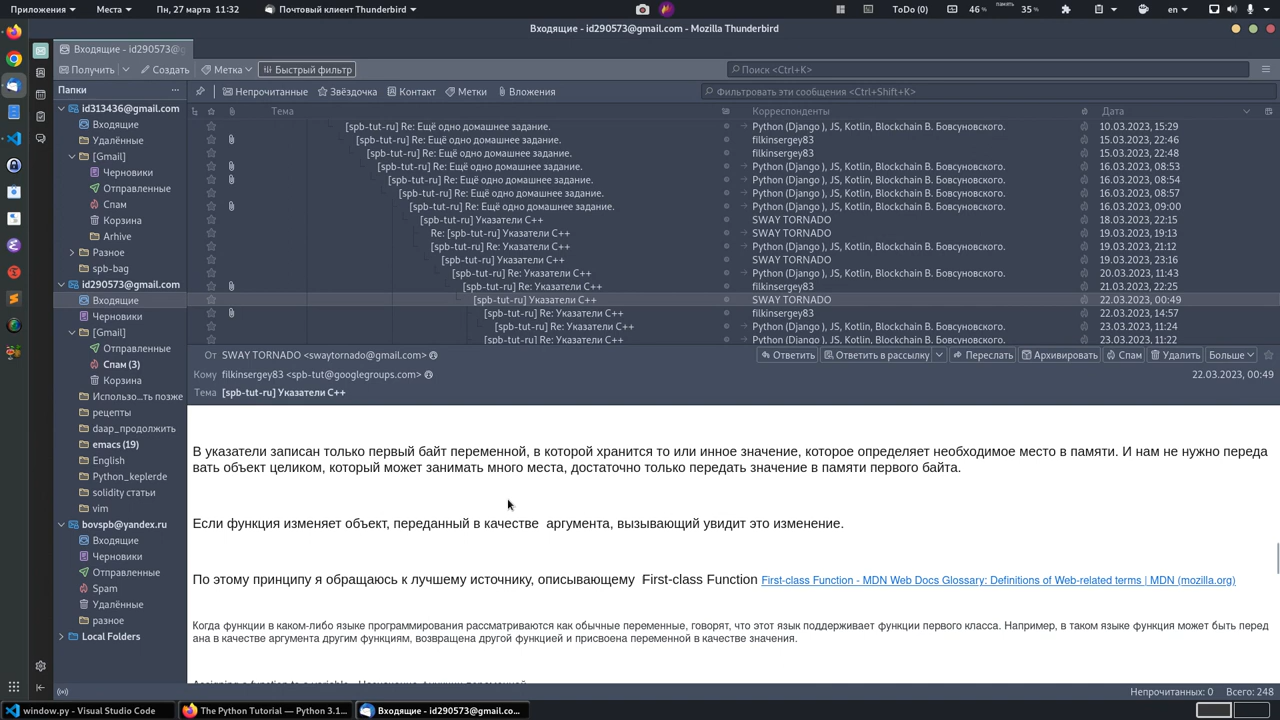 Приложения Места Пн, 27 марта 11:32 Почтовый клиент Thunderbird ToDo (0) 46 % память 35 % en
Входящие - id290573@gmail.com - Mozilla Thunderbird
Входящие - id290573@g
Получить Создать Метка Быстрый фильтр Поиск <Ctrl+K>
Папки ··· Непрочитанные Звёздочка Контакт Метки Вложения Фильтровать эти сообщения <Ctrl+Shift+K>
id313436@gmail.com
Входящие
Удалённые
[Gmail]
Черновики
Отправленные
Спам
Корзина
Arhive
Разное
spb-bag
id290573@gmail.com
Входящие
Черновики
[Gmail]
Отправленные
Спам (3)
Корзина
Использо...ть позже
рецепты
daap_продолжить
emacs (19)
English
Python_keplerde
solidity статьи
vim
bovspb@yandex.ru
Входящие
Черновики
Отправленные
Spam
Удалённые
разное
Local Folders
Тема Корреспонденты Дата
[spb-tut-ru] Re: Ещё одно домашнее задание. Python (Django ), JS, Kotlin, Blockchain В. Бовсуновского. 10.03.2023, 15:29
[spb-tut-ru] Re: Ещё одно домашнее задание. filkinsergey83 15.03.2023, 22:46
[spb-tut-ru] Re: Ещё одно домашнее задание. filkinsergey83 15.03.2023, 22:48
[spb-tut-ru] Re: Ещё одно домашнее задание. Python (Django ), JS, Kotlin, Blockchain В. Бовсуновского. 16.03.2023, 08:53
[spb-tut-ru] Re: Ещё одно домашнее задание. Python (Django ), JS, Kotlin, Blockchain В. Бовсуновского. 16.03.2023, 08:54
[spb-tut-ru] Re: Ещё одно домашнее задание. Python (Django ), JS, Kotlin, Blockchain В. Бовсуновского. 16.03.2023, 08:57
[spb-tut-ru] Re: Ещё одно домашнее задание. Python (Django ), JS, Kotlin, Blockchain В. Бовсуновского. 16.03.2023, 09:00
[spb-tut-ru] Указатели C++ SWAY TORNADO 18.03.2023, 22:15
Re: [spb-tut-ru] Указатели C++ SWAY TORNADO 19.03.2023, 19:13
[spb-tut-ru] Re: Указатели C++ Python (Django ), JS, Kotlin, Blockchain В. Бовсуновского. 19.03.2023, 21:12
[spb-tut-ru] Указатели C++ SWAY TORNADO 19.03.2023, 23:16
[spb-tut-ru] Re: Указатели C++ Python (Django ), JS, Kotlin, Blockchain В. Бовсуновского. 20.03.2023, 11:43
[spb-tut-ru] Re: Указатели C++ filkinsergey83 21.03.2023, 22:25
[spb-tut-ru] Указатели C++ SWAY TORNADO 22.03.2023, 00:49
[spb-tut-ru] Re: Указатели C++ filkinsergey83 22.03.2023, 14:57
[spb-tut-ru] Re: Указатели C++ Python (Django ), JS, Kotlin, Blockchain В. Бовсуновского. 23.03.2023, 11:24
[spb-tut-ru] Re: Указатели C++ Python (Django ), JS, Kotlin, Blockchain В. Бовсуновского. 23.03.2023, 11:22
От SWAY TORNADO <swaytornado@gmail.com> Ответить Ответить в рассылку Переслать Архивировать Спам Удалить Больше
Кому filkinsergey83 <spb-tut@googlegroups.com> 22.03.2023, 00:49
Тема [spb-tut-ru] Указатели C++
В указатели записан только первый байт переменной, в которой хранится то или инное значение, которое определяет необходимое место в памяти. И нам не нужно переда
вать объект целиком, который может занимать много места, достаточно только передать значение в памяти первого байта.
Если функция изменяет объект, переданный в качестве аргумента, вызывающий увидит это изменение.
По этому принципу я обращаюсь к лучшему источнику, описывающему First-class Function First-class Function - MDN Web Docs Glossary: Definitions of Web-related terms | MDN (mozilla.org)
Когда функции в каком-либо языке программирования рассматриваются как обычные переменные, говорят, что этот язык поддерживает функции первого класса. Например, в таком языке функция может быть перед
ана в качестве аргумента другим функциям, возвращена другой функцией и присвоена переменной в качестве значения.
Непрочитанных: 0 Всего: 248
window.py - Visual Studio Code The Python Tutorial — Python 3.1... Входящие - id290573@gmail.co...